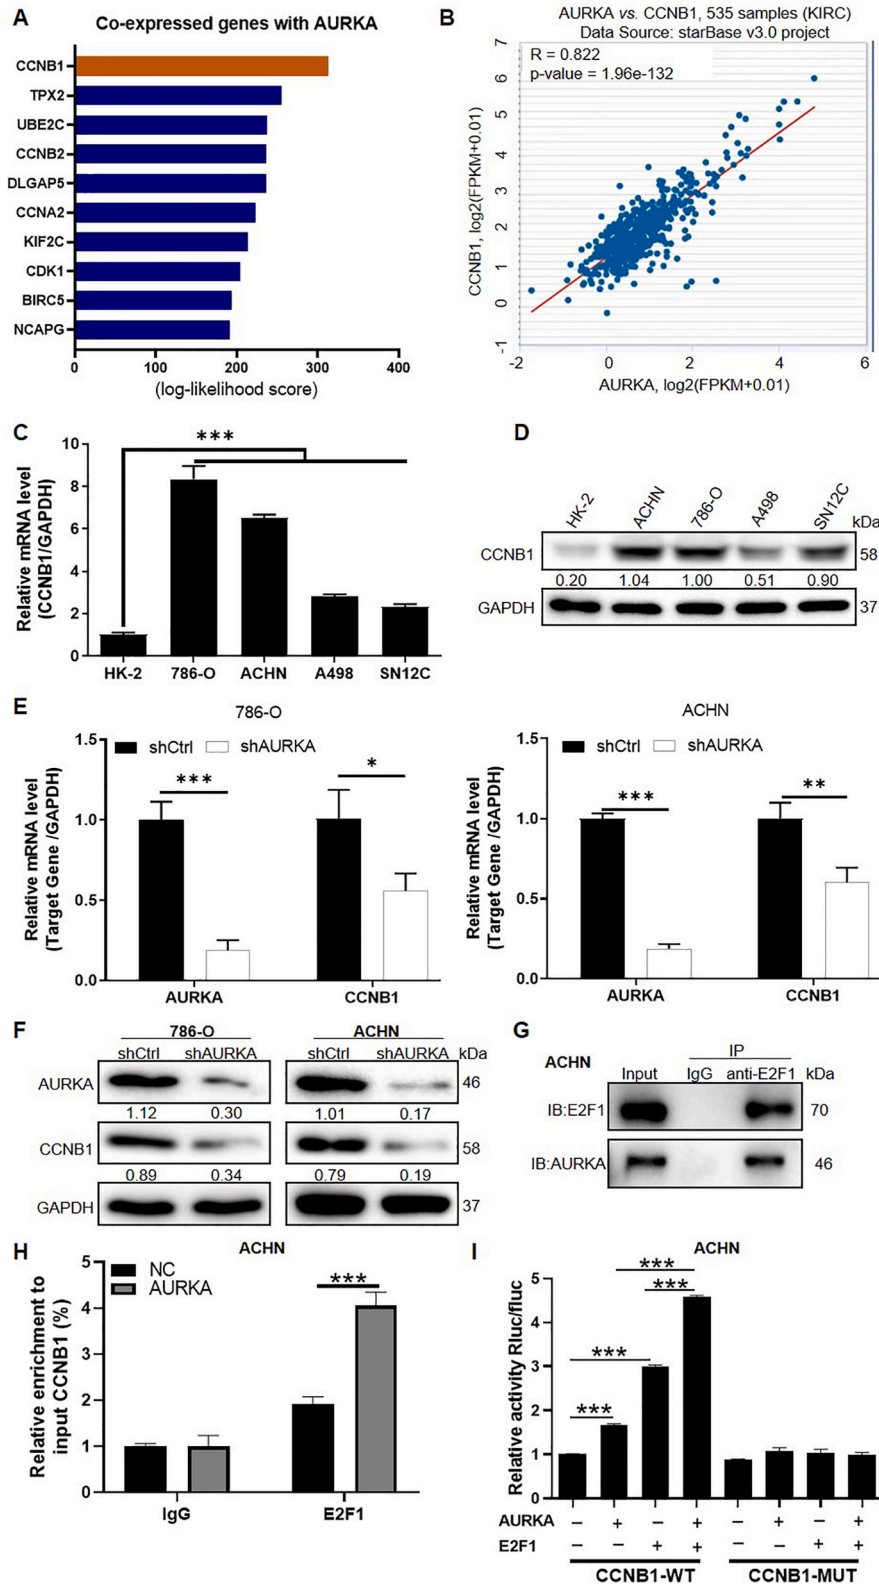 A
Co-expressed genes with AURKA
CCNB1
TPX2
UBE2C
CCNB2
DLGAP5
CCNA2
KIF2C
CDK1
BIRC5
NCAPG
0 100 200 300 400
(log-likelihood score)
B
AURKA vs. CCNB1, 535 samples (KIRC)
Data Source: starBase v3.0 project
R = 0.822
p-value = 1.96e-132
CCNB1, log2(FPKM+0.01)
7
6
5
4
3
2
1
0
-1
-2 0 2 4 6
AURKA, log2(FPKM+0.01)
C
Relative mRNA level
(CCNB1/GAPDH)
10
8
6
4
2
0
***
HK-2 786-O ACHN A498 SN12C
D
HK-2 ACHN 786-O A498 SN12C kDa
CCNB1 58
0.20 1.04 1.00 0.51 0.90
GAPDH 37
E
786-O
shCtrl shAURKA
Relative mRNA level
(Target Gene /GAPDH)
1.5
1.0
0.5
0.0
*** *
AURKA CCNB1
ACHN
shCtrl shAURKA
Relative mRNA level
(Target Gene /GAPDH)
1.5
1.0
0.5
0.0
*** **
AURKA CCNB1
F
786-O ACHN
shCtrl shAURKA shCtrl shAURKA kDa
AURKA 46
1.12 0.30 1.01 0.17
CCNB1 58
0.89 0.34 0.79 0.19
GAPDH 37
G
ACHN
IP
Input IgG anti-E2F1 kDa
IB:E2F1 70
IB:AURKA 46
H
ACHN
NC
AURKA
Relative enrichment to
input CCNB1 (%)
5
4
2
1
0
***
IgG E2F1
I
ACHN
Relative activity Rluc/fluc
5
4
3
2
1
0
***
***
***
***
AURKA − + − + − + − +
E2F1 − − + + − − + +
CCNB1-WT CCNB1-MUT